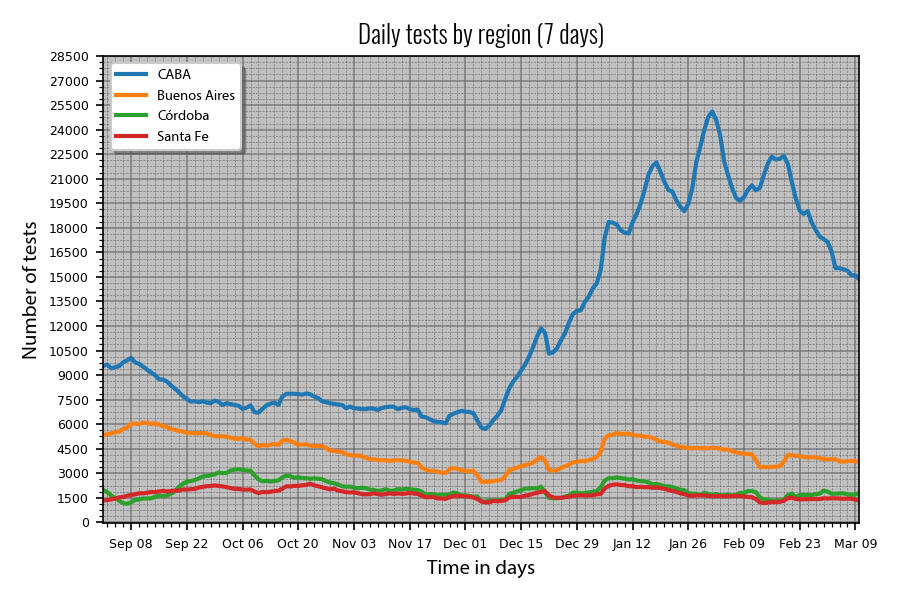 Daily tests by region (7 days)
CABA
Buenos Aires
Córdoba
Santa Fe
Number of tests
28500
27000
25500
24000
22500
21000
19500
18000
16500
15000
13500
12000
10500
9000
7500
6000
4500
3000
1500
0
Sep 08 Sep 22 Oct 06 Oct 20 Nov 03 Nov 17 Dec 01 Dec 15 Dec 29 Jan 12 Jan 26 Feb 09 Feb 23 Mar 09
Time in days